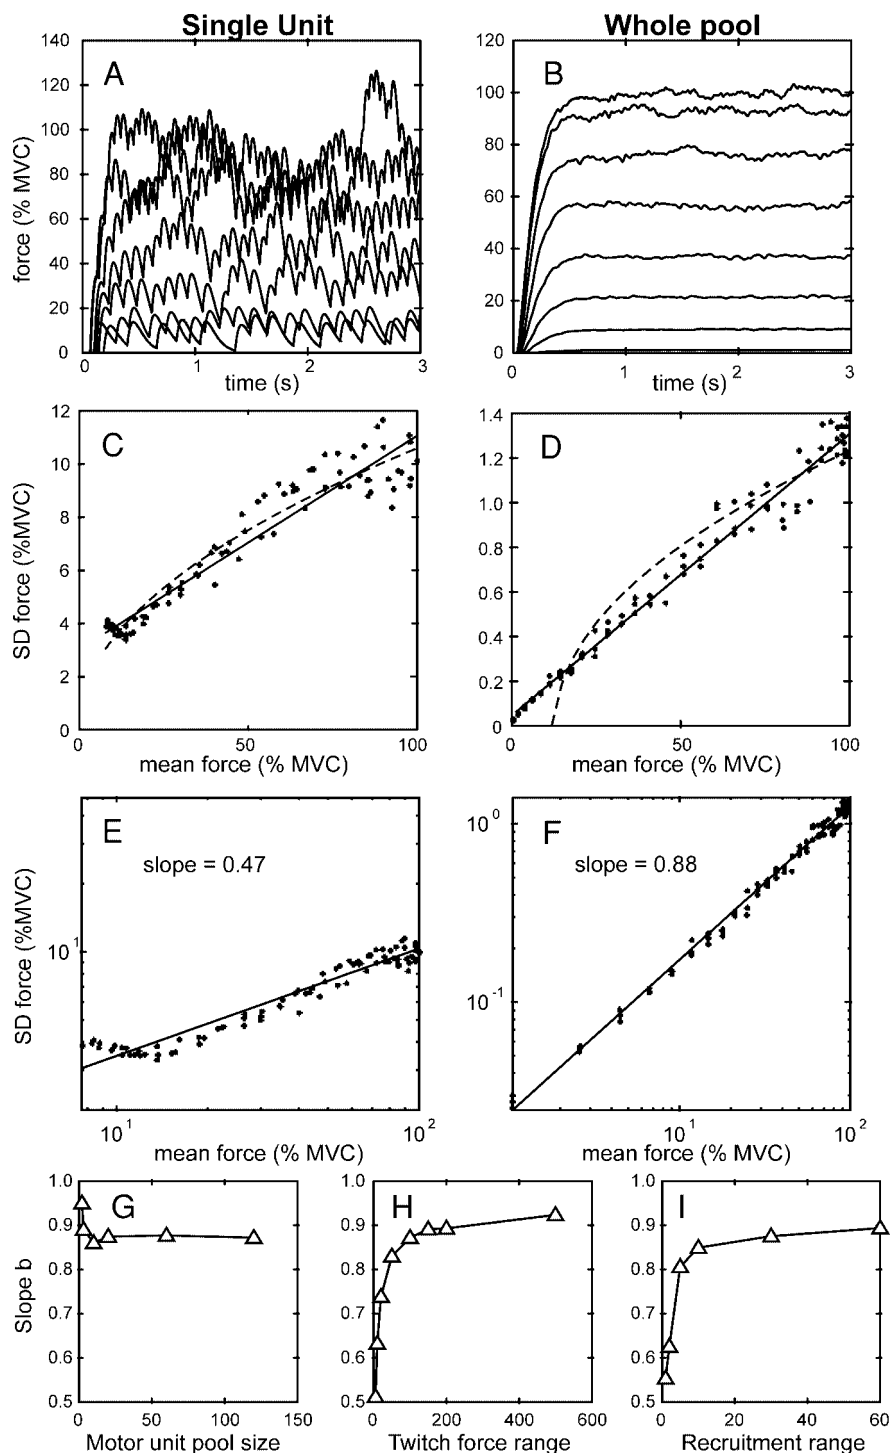 Single Unit
Whole pool
A
B
140
120
100
80
60
40
20
0
force (% MVC)
0 1 2 3
time (s)
120
100
80
60
40
20
0
0 1 2 3
time (s)
C
D
12
10
8
6
4
2
0
SD force (%MVC)
50 100
mean force (% MVC)
1.4
1.2
1.0
0.8
0.6
0.4
0.2
0
0 50 100
mean force (% MVC)
E
F
slope = 0.47
slope = 0.88
10^1
SD force (%MVC)
10^1 10^2
mean force (% MVC)
10^0
10^-1
10^1 10^2
mean force (% MVC)
G
H
I
1.0
0.9
0.8
0.7
0.6
0.5
Slope b
0 50 100 150
Motor unit pool size
1.0
0.9
0.8
0.7
0.6
0.5
0 200 400 600
Twitch force range
1.0
0.9
0.8
0.7
0.6
0.5
0 20 40 60
Recruitment range